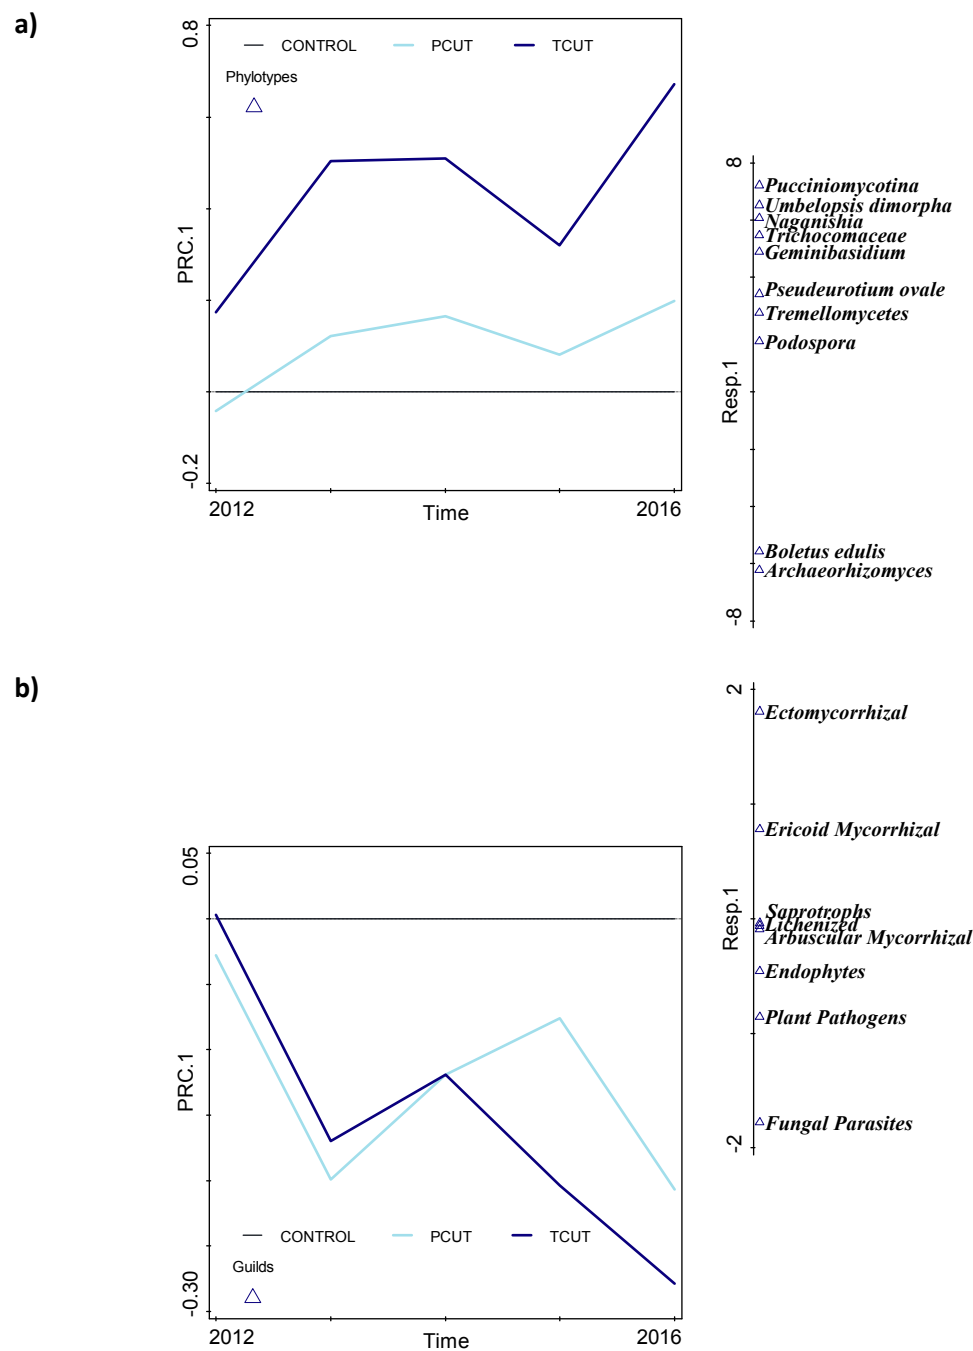 a)
0.8
CONTROL PCUT TCUT
Phylotypes
PRC.1
-0.2
2012 Time 2016
8
Pucciniomycotina
Umbelopsis dimorpha
Naganishia
Trichocomaceae
Geminibasidium
Pseudeurotium ovale
Tremellomycetes
Podospora
Resp.1
Boletus edulis
Archaeorhizomyces
-8
b)
2
Ectomycorrhizal
Ericoid Mycorrhizal
Saprotrophs
Lichenized
Arbuscular Mycorrhizal
Endophytes
Plant Pathogens
Fungal Parasites
Resp.1
-2
0.05
PRC.1
CONTROL PCUT TCUT
Guilds
-0.30
2012 Time 2016